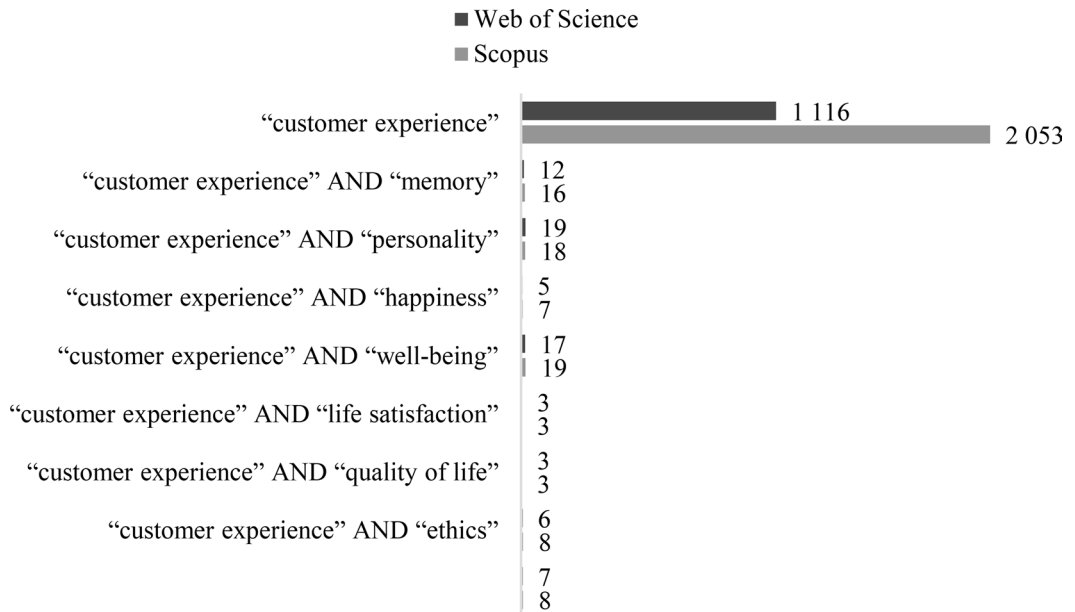 Web of Science
Scopus
“customer experience”
1 116
2 053
“customer experience” AND “memory”
12
16
“customer experience” AND “personality”
19
18
“customer experience” AND “happiness”
5
7
“customer experience” AND “well-being”
17
19
“customer experience” AND “life satisfaction”
3
3
“customer experience” AND “quality of life”
3
3
“customer experience” AND “ethics”
6
8
7
8